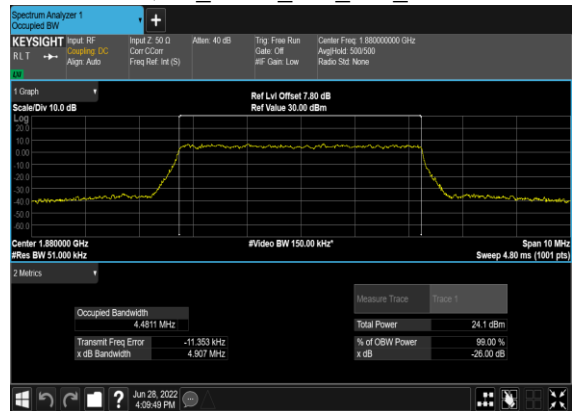 Spectrum Analyzer 1
Occupied BW
+
KEYSIGHT
RLT
LW
Input: RF
Coupling: DC
Align: Auto
Input Z: 50 Ω
Corr CCorr
Freq Ref: Int (S)
Atten: 40 dB
Trig: Free Run
Gate: Off
#IF Gain: Low
Center Freq: 1.880000000 GHz
Avg|Hold: 500/500
Radio Std: None
1 Graph
Scale/Div 10.0 dB
Ref Lvl Offset 7.80 dB
Ref Value 30.00 dBm
Log
20.0
10.0
0.00
-10.0
-20.0
-30.0
-40.0
-50.0
-60.0
Center 1.880000 GHz
#Res BW 51.000 kHz
#Video BW 150.00 kHz*
Span 10 MHz
Sweep 4.80 ms (1001 pts)
2 Metrics
Measure Trace
Trace 1
Occupied Bandwidth
4.4811 MHz
Total Power
24.1 dBm
Transmit Freq Error
-11.353 kHz
% of OBW Power
99.00 %
x dB Bandwidth
4.907 MHz
x dB
-26.00 dB
?
Jun 28, 2022
4:09:49 PM